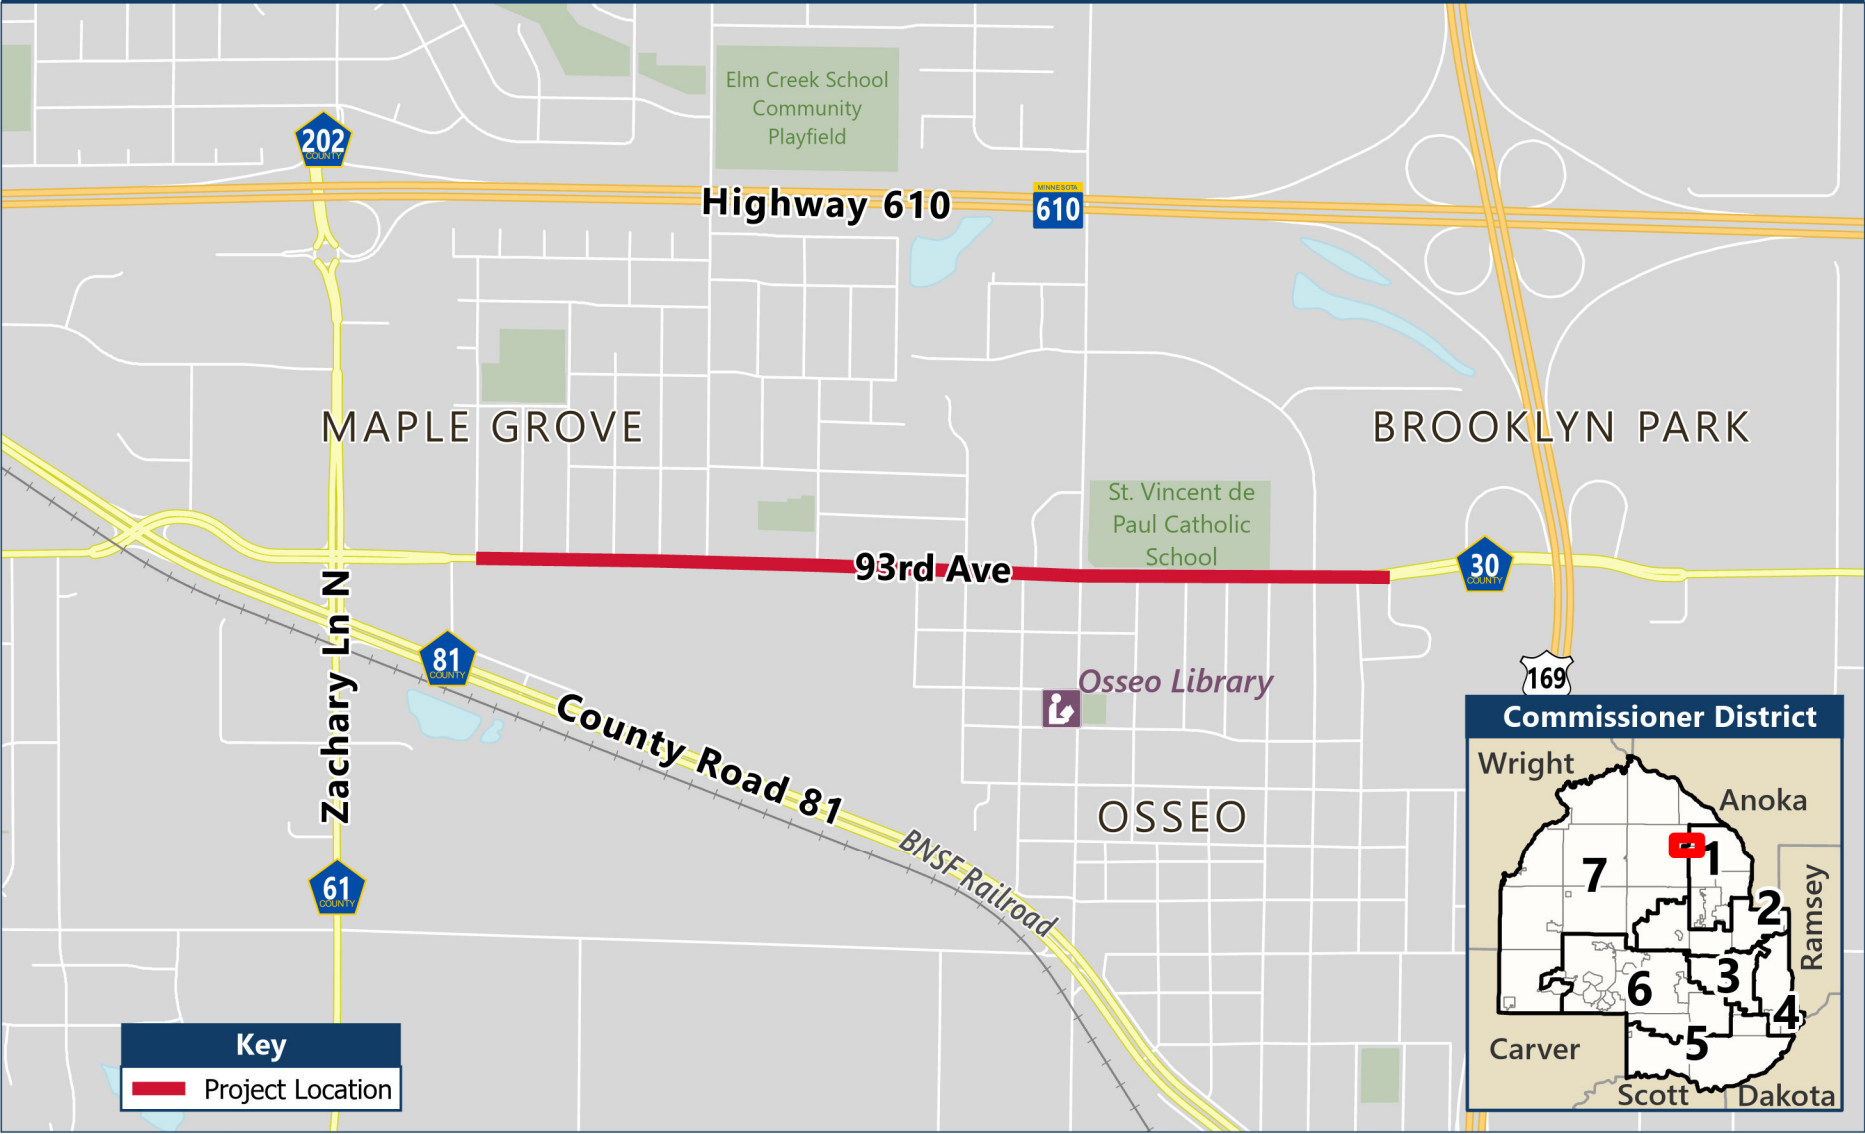 Elm Creek School
Community
Playfield
202
COUNTY
Highway 610
MINNESOTA
610
MAPLE GROVE
BROOKLYN PARK
St. Vincent de
Paul Catholic
School
93rd Ave
30
COUNTY
Zachary Ln N
81
COUNTY
Osseo Library
169
County Road 81
OSSEO
BNSF Railroad
61
COUNTY
Key
Project Location
Commissioner District
Wright
Anoka
1
7
2
Ramsey
3
6
4
5
Carver
Scott
Dakota